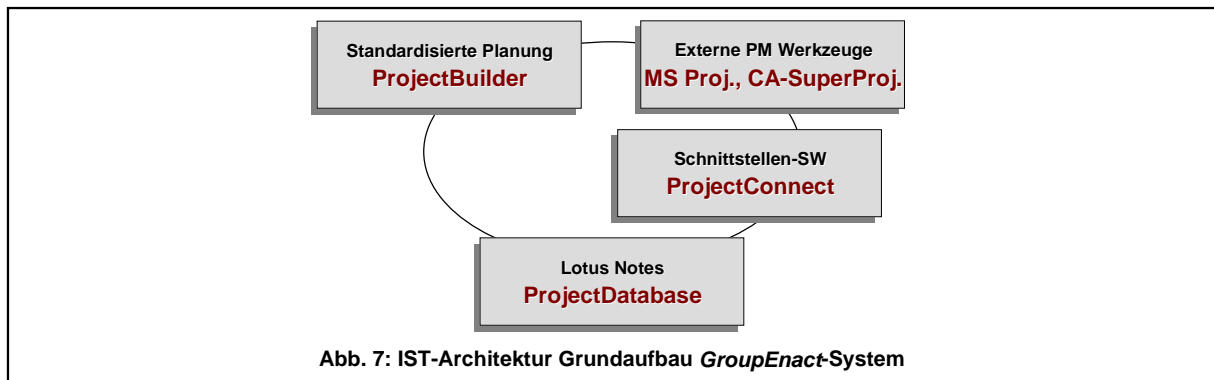 Standardisierte Planung
ProjectBuilder
Externe PM Werkzeuge
MS Proj., CA-SuperProj.
Schnittstellen-SW
ProjectConnect
Lotus Notes
ProjectDatabase
Abb. 7: IST-Architektur Grundaufbau GroupEnact-System